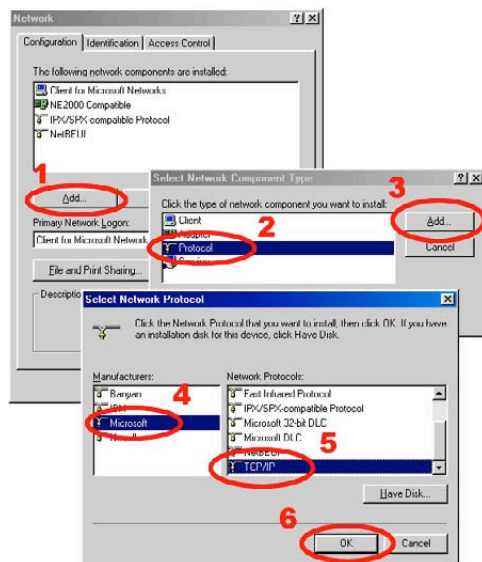 Network
Configuration Identification Access Control
The following network components are installed:
Client for Microsoft Networks
NE2000 Compatible
IPX/SPX-compatible Protocol
NetBEUI
1
Add...
Primary Network Logon:
Client for Microsoft Network
File and Print Sharing...
Descriptio
Select Network Component Type
Click the type of network component you want to install:
2
3
Client
Adapter
Protocol
Add...
Cancel
Select Network Protocol
Click the Network Protocol that you want to install, then click OK. If you have
an installation disk for this device, click Have Disk.
Manufacturers:
4
Banyan
IBM
Microsoft
Network Protocols:
Fast Infrared Protocol
IPX/SPX-compatible Protocol
Microsoft 32-bit DLC
Microsoft DLC
NetBEUI
5
TCP/IP
Have Disk...
6
OK
Cancel